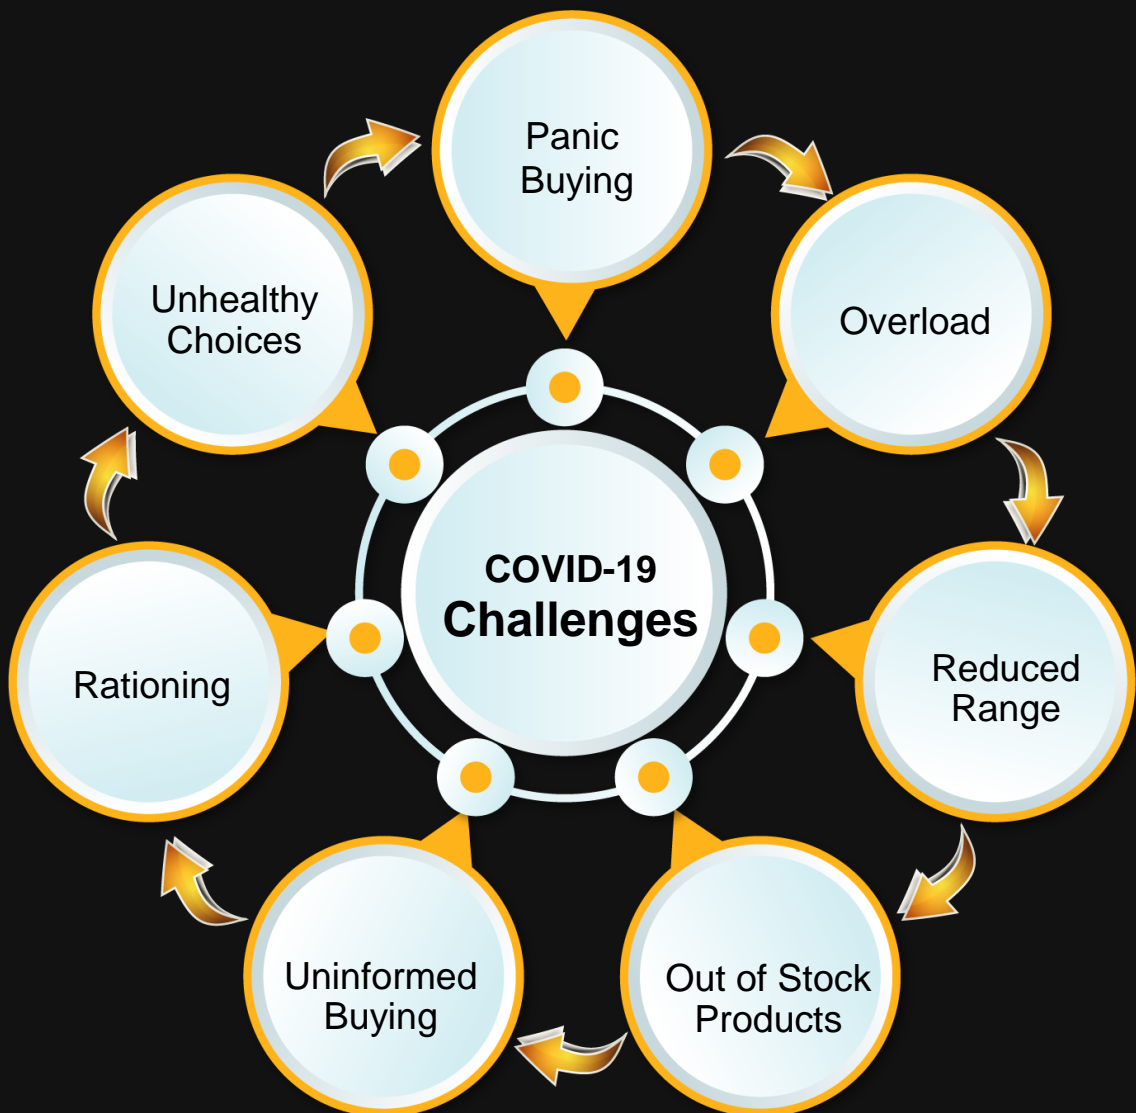 Panic
Buying
Overload
Reduced
Range
Out of Stock
Products
Uninformed
Buying
Rationing
Unhealthy
Choices
COVID-19
Challenges